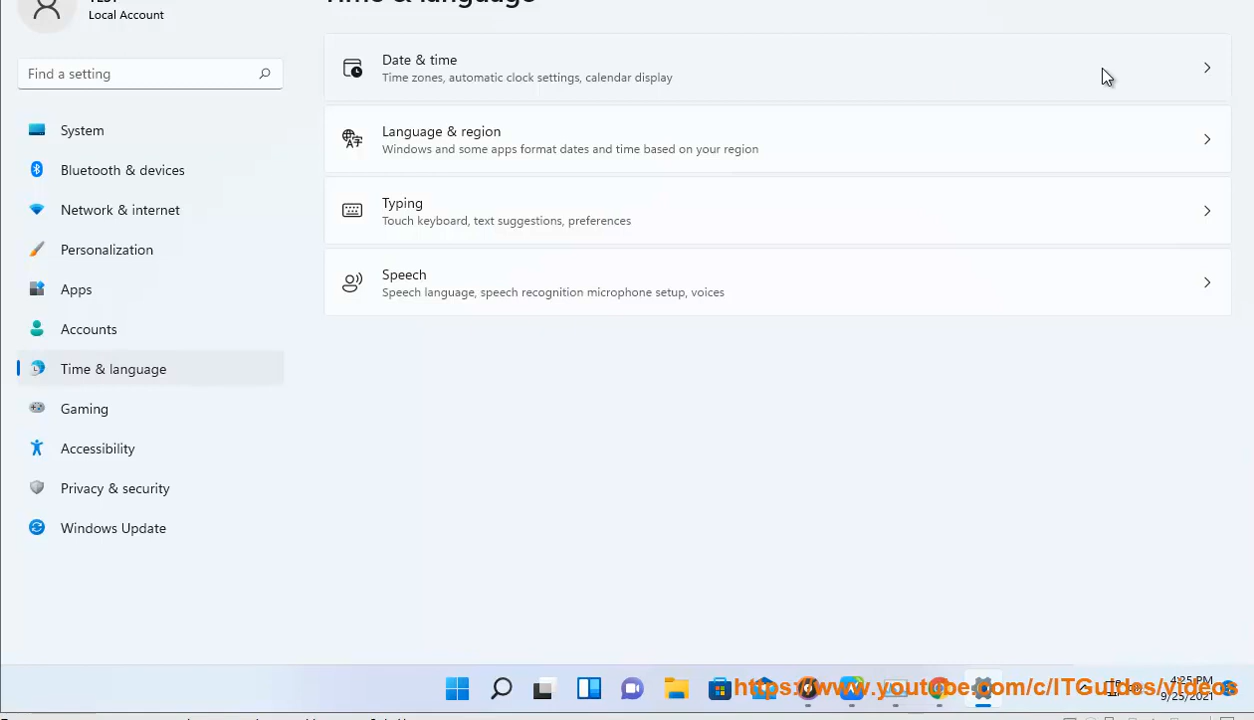 Time & language
Local Account
Find a setting
System
Bluetooth & devices
Network & internet
Personalization
Apps
Accounts
Time & language
Gaming
Accessibility
Privacy & security
Windows Update
Date & time
Time zones, automatic clock settings, calendar display
Language & region
Windows and some apps format dates and time based on your region
Typing
Touch keyboard, text suggestions, preferences
Speech
Speech language, speech recognition microphone setup, voices
https://www.youtube.com/c/ITGuides/videos
4:25 PM
9/25/2021